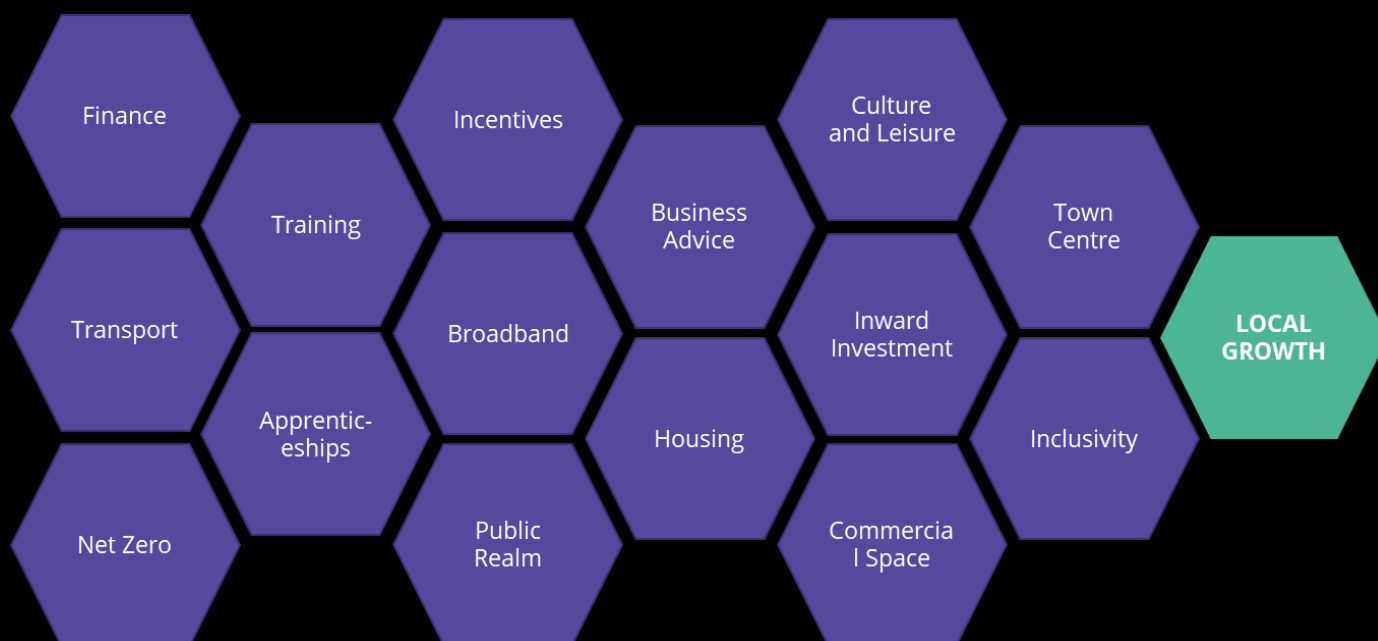 Finance
Transport
Net Zero
Training
Apprentic-
eships
Incentives
Broadband
Public
Realm
Business
Advice
Housing
Culture
and Leisure
Inward
Investment
Commercia
l Space
Town
Centre
Inclusivity
LOCAL
GROWTH